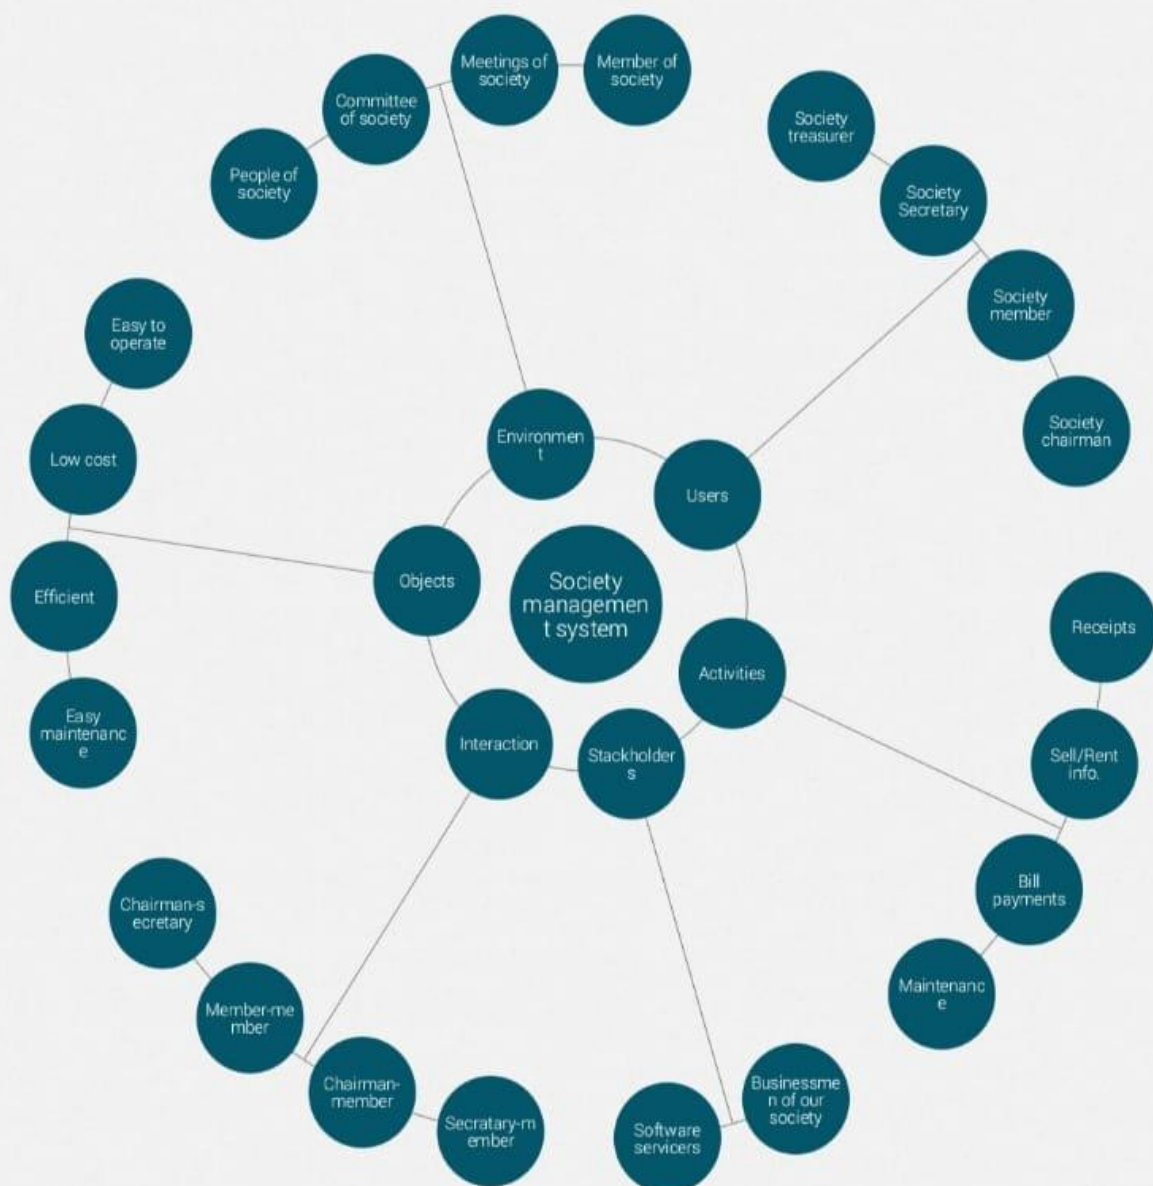 Meetings of
society
Member of
society
Committee
of society
People of
society
Society
treasurer
Society
Secretary
Society
member
Society
chairman
Easy to
operate
Low cost
Efficient
Easy
maintenanc
e
Environmen
t
Users
Objects
Society
managemen
t system
Activities
Interaction
Stackholder
s
Receipts
Sell/Rent
info.
Bill
payments
Maintenanc
e
Chairman-s
ecretary
Member-me
mber
Chairman-
member
Secratary-m
ember
Software
servicers
Businessme
n of our
society